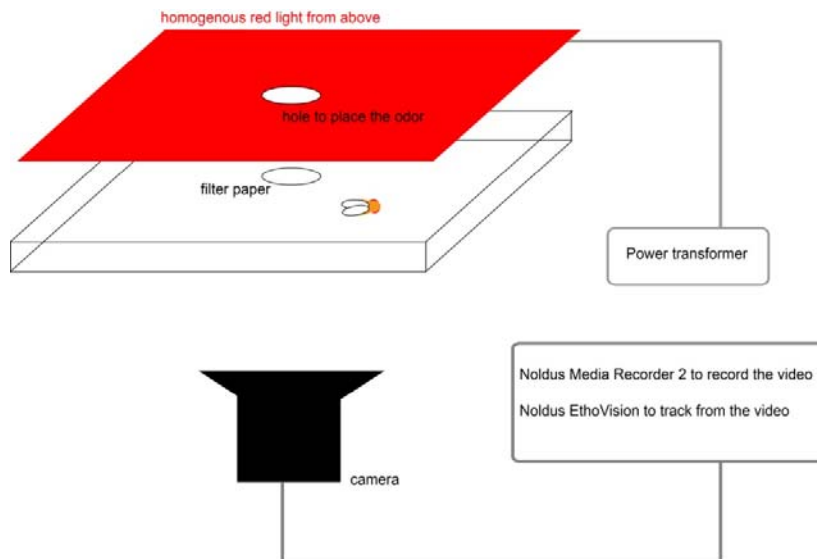 homogenous red light from above
hole to place the odor
filter paper
Power transformer
Noldus Media Recorder 2 to record the video
Noldus EthoVision to track from the video
camera